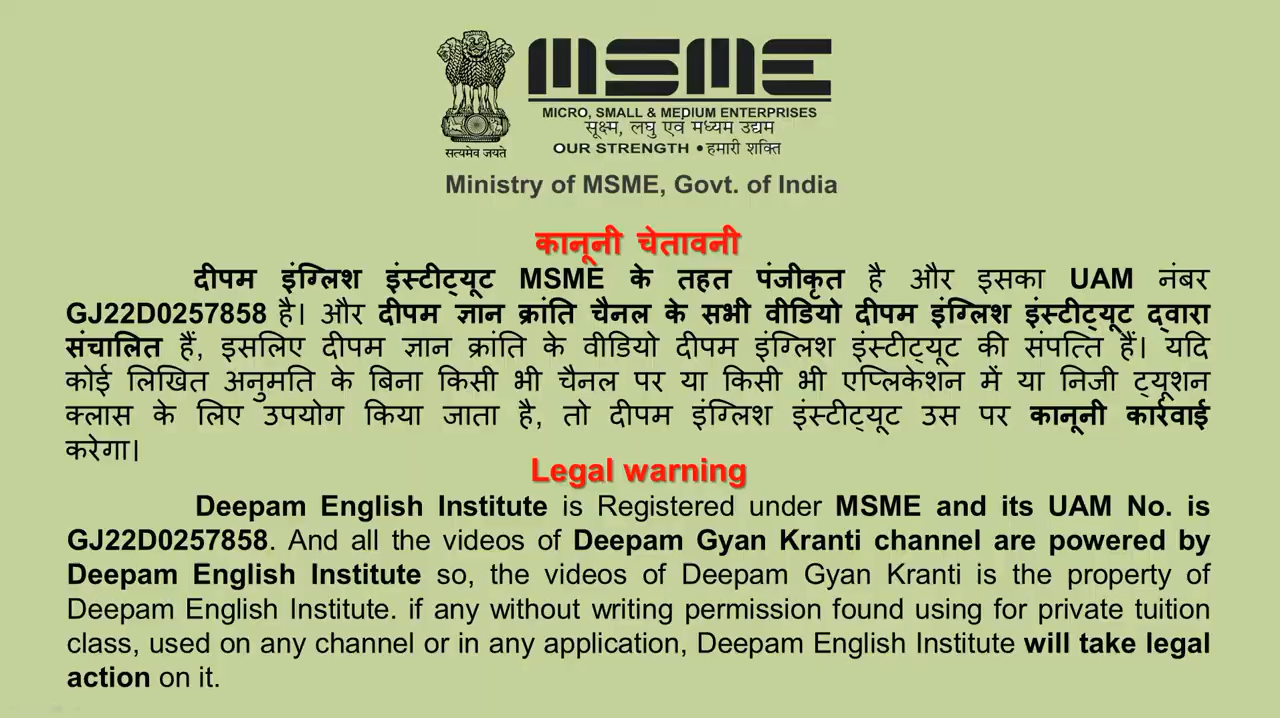 MSME
MICRO, SMALL & MEDIUM ENTERPRISES
सूक्ष्म, लघु एवं मध्यम उद्यम
सत्यमेव जयते
OUR STRENGTH • हमारी शक्ति
Ministry of MSME, Govt. of India
कानूनी चेतावनी
दीपम इंग्लिश इंस्टीट्यूट MSME के तहत पंजीकृत है और इसका UAM नंबर
GJ22D0257858 है। और दीपम ज्ञान क्रांति चैनल के सभी वीडियो दीपम इंग्लिश इंस्टीट्यूट द्वारा
संचालित हैं, इसलिए दीपम ज्ञान क्रांति के वीडियो दीपम इंग्लिश इंस्टीट्यूट की संपत्ति हैं। यदि
कोई लिखित अनुमति के बिना किसी भी चैनल पर या किसी भी एप्लिकेशन में या निजी ट्यूशन
क्लास के लिए उपयोग किया जाता है, तो दीपम इंग्लिश इंस्टीट्यूट उस पर कानूनी कार्रवाई
करेगा।
Legal warning
Deepam English Institute is Registered under MSME and its UAM No. is
GJ22D0257858. And all the videos of Deepam Gyan Kranti channel are powered by
Deepam English Institute so, the videos of Deepam Gyan Kranti is the property of
Deepam English Institute. if any without writing permission found using for private tuition
class, used on any channel or in any application, Deepam English Institute will take legal
action on it.